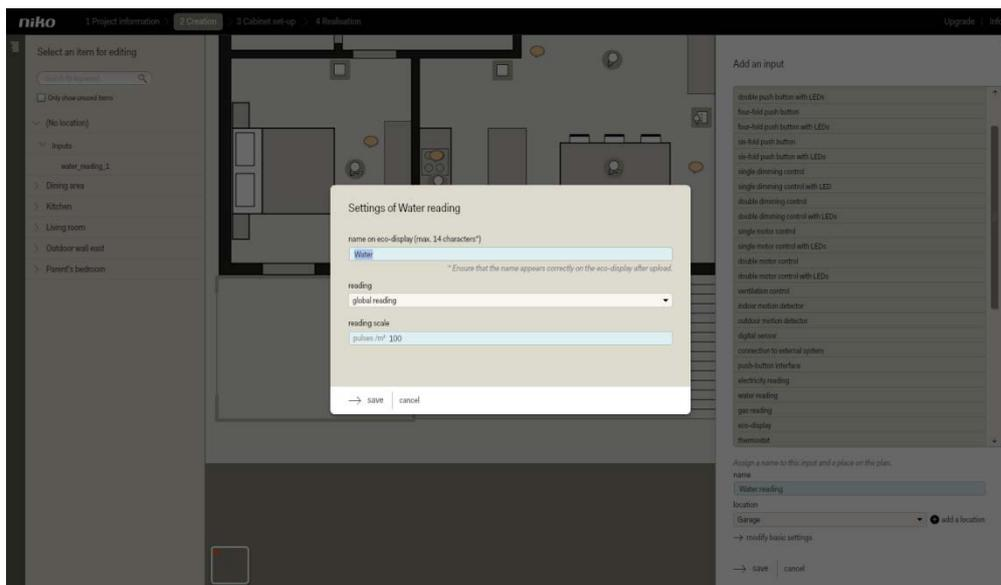 niko
1 Project information
2 Creation
3 Cabinet set-up
4 Realisation
Upgrade
Select an item for editing
Only show unused items
(No location)
Inputs
water_reading_1
Dining area
Kitchen
Living room
Outdoor wall east
Parent's bedroom
Settings of Water reading
name on eco-display (max. 14 characters*)
Water
* Ensure that the name appears correctly on the eco-display after upload.
reading
global reading
reading scale
pulses /m³ 100
save
cancel
Add an input
double push button with LEDs
four-fold push button
four-fold push button with LEDs
six-fold push button
six-fold push button with LEDs
single dimming control
single dimming control with LED
double dimming control
double dimming control with LEDs
single motor control
single motor control with LEDs
double motor control
double motor control with LEDs
ventilation control
indoor motion detector
outdoor motion detector
digital sensor
connection to external system
push-button interface
electricity reading
water reading
gas reading
eco-display
thermostat
Assign a name to this input and a place on the plan.
name
Water reading
location
Garage
add a location
modify basic settings
save
cancel